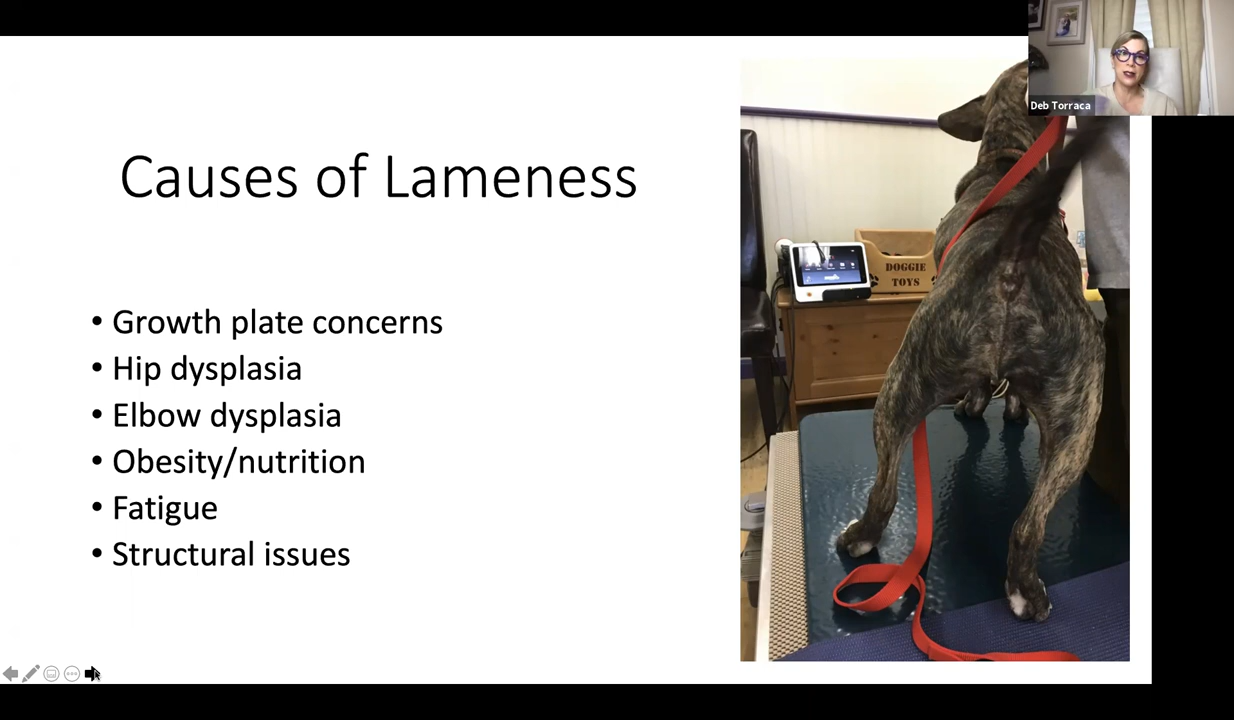 Deb Torraca
Causes of Lameness
DOGGIE
TOYS
• Growth plate concerns
• Hip dysplasia
• Elbow dysplasia
• Obesity/nutrition
• Fatigue
• Structural issues